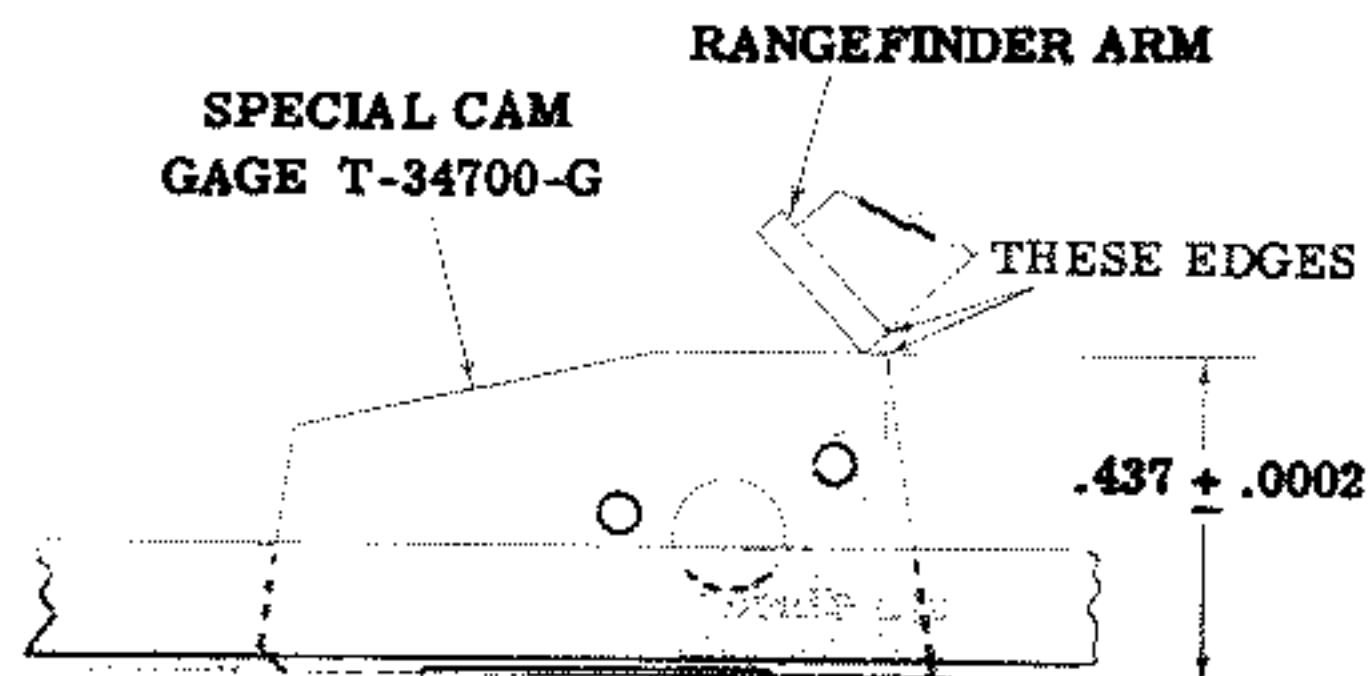 RANGEFINDER ARM
SPECIAL CAM
GAGE T-34700-G
THESE EDGES
.437 ± .0002